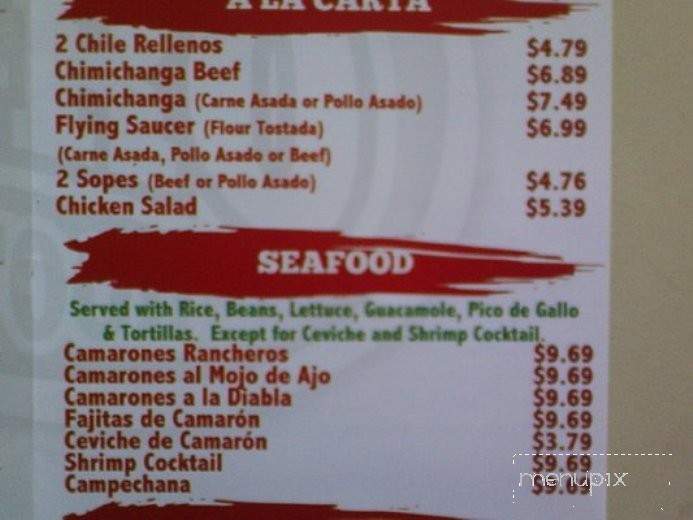 A LA CARTA
2 Chile Rellenos $4.79
Chimichanga Beef $6.89
Chimichanga (Carne Asada or Pollo Asado) $7.49
Flying Saucer (Flour Tostada) $6.99
(Carne Asada, Pollo Asado or Beef)
2 Sopes (Beef or Pollo Asado) $4.76
Chicken Salad $5.39
SEAFOOD
Served with Rice, Beans, Lettuce, Guacamole, Pico de Gallo
& Tortillas. Except for Ceviche and Shrimp Cocktail.
Camarones Rancheros $9.69
Camarones al Mojo de Ajo $9.69
Camarones a la Diabla $9.69
Fajitas de Camarón $9.69
Ceviche de Camarón $3.79
Shrimp Cocktail $9.69
Campechana $9.69
menupix